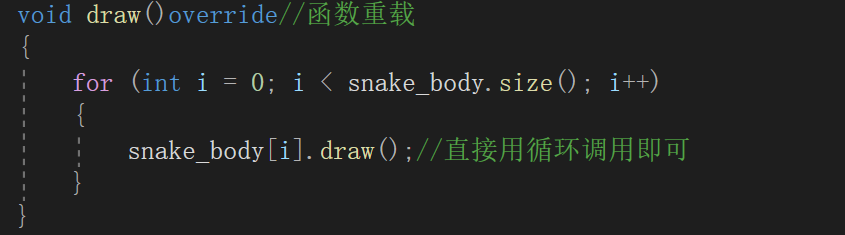 void draw()override//函数重载
{
for (int i = 0; i < snake_body.size(); i++)
{
snake_body[i].draw();//直接用循环调用即可
}
}